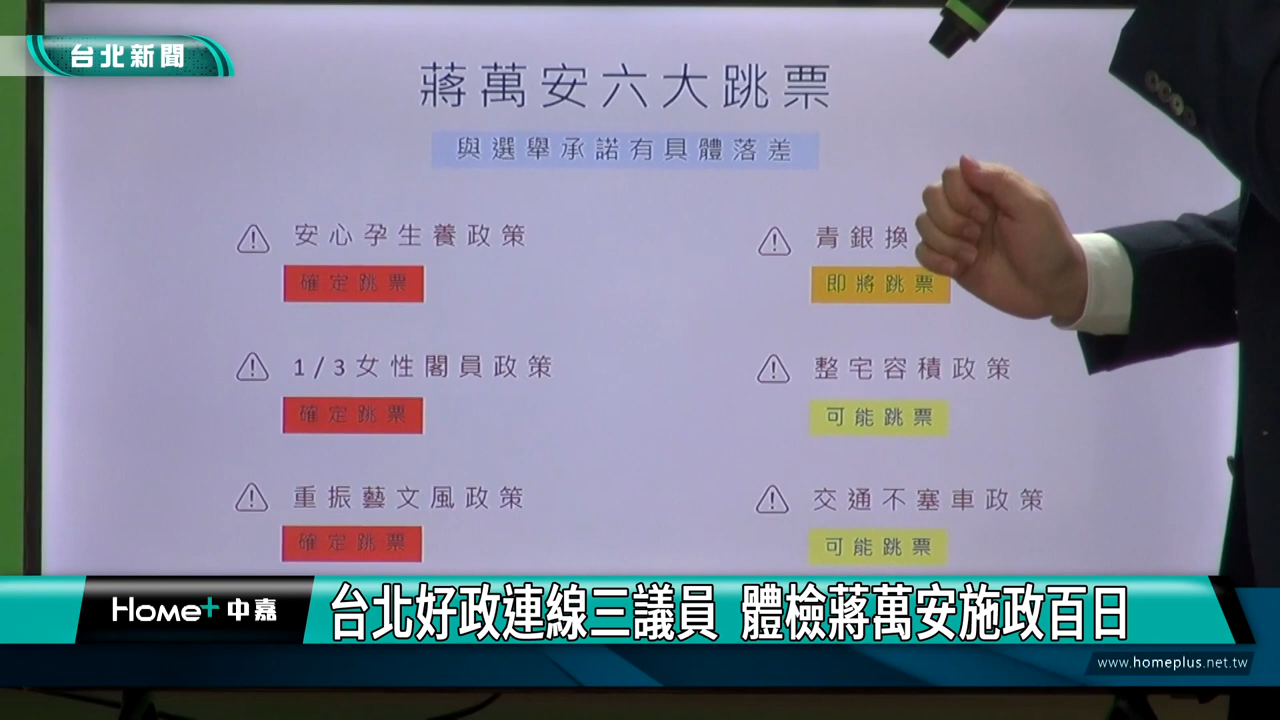 台北新聞
蔣萬安六大跳票
與選舉承諾有具體落差
安心孕生養政策
確定跳票
1/3女性閣員政策
確定跳票
重振藝文風政策
確定跳票
青銀換
即將跳票
整宅容積政策
可能跳票
交通不塞車政策
可能跳票
Home+中嘉
台北好政連線三議員 體檢蔣萬安施政百日
www.homeplus.net.tw